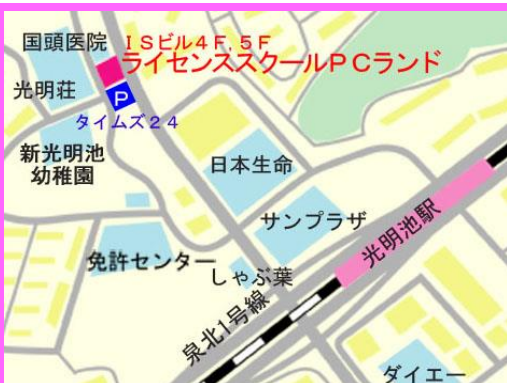 国頭医院
ISビル4F,5F
ライセンススクールPCランド
光明荘
P
タイムズ24
新光明池
幼稚園
日本生命
サンプラザ
光明池駅
免許センター
しゃぶ葉
泉北1号線
ダイエー